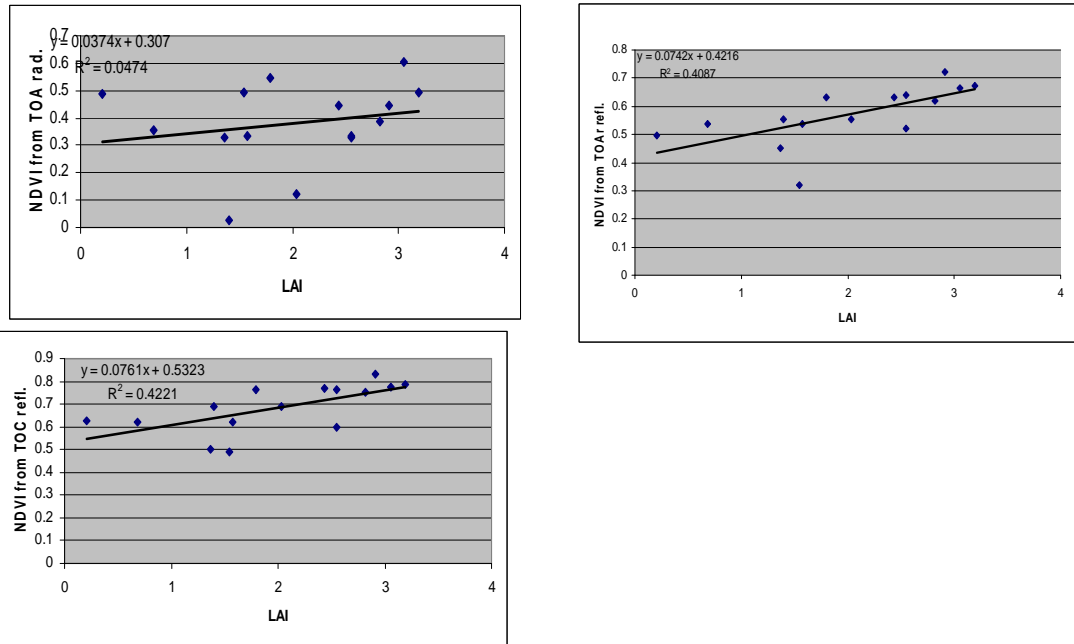 y = 0.0374x + 0.307
R² = 0.0474
0.7
0.6
0.5
0.4
0.3
0.2
0.1
0
NDVI from TOA rad.
0 1 2 3 4
LAI
y = 0.0742x + 0.4216
R² = 0.4087
0.8
0.7
0.6
0.5
0.4
0.3
0.2
0.1
0
NDVI from TOAr refl.
0 1 2 3 4
LAI
y = 0.0761x + 0.5323
R² = 0.4221
0.9
0.8
0.7
0.6
0.5
0.4
0.3
0.2
0.1
0
NDVI from TOC refl.
0 1 2 3 4
LAI